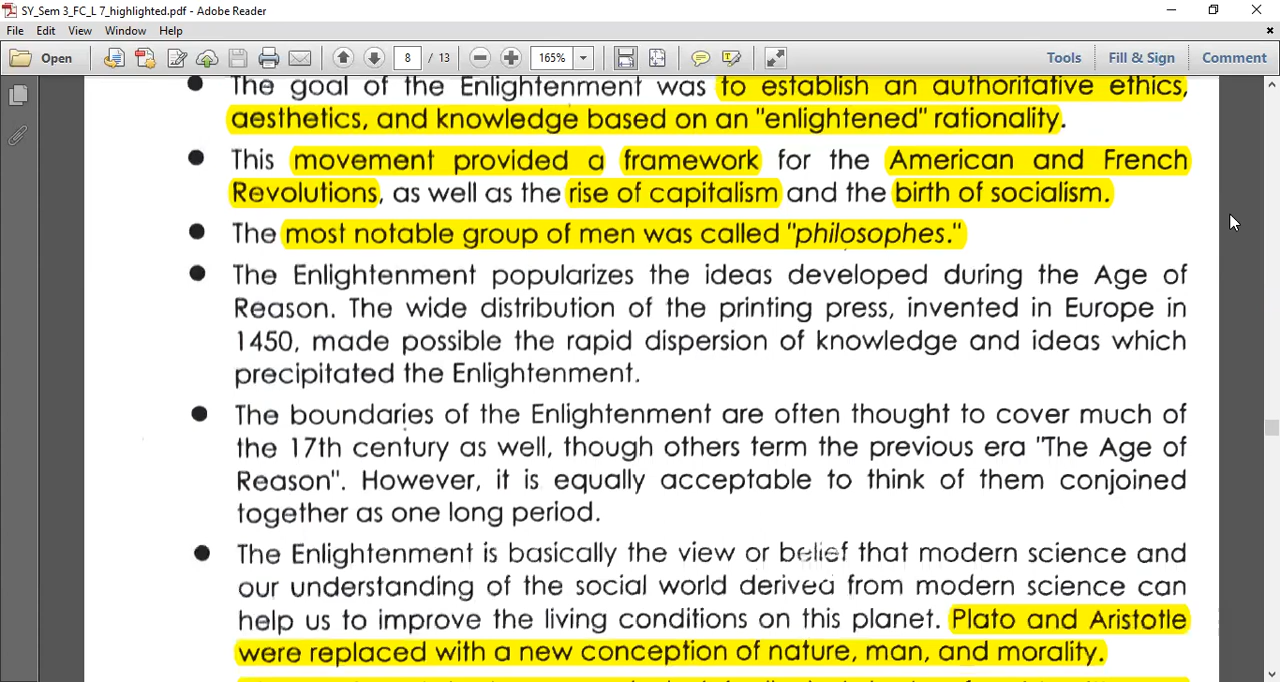 SY_Sem 3_FC_L 7_highlighted.pdf - Adobe Reader
File Edit View Window Help
Open 8 / 13 165% Tools Fill & Sign Comment
The goal of the Enlightenment was to establish an authoritative ethics,
aesthetics, and knowledge based on an "enlightened" rationality.
This movement provided a framework for the American and French
Revolutions, as well as the rise of capitalism and the birth of socialism.
The most notable group of men was called "philosophes."
The Enlightenment popularizes the ideas developed during the Age of
Reason. The wide distribution of the printing press, invented in Europe in
1450, made possible the rapid dispersion of knowledge and ideas which
precipitated the Enlightenment.
The boundaries of the Enlightenment are often thought to cover much of
the 17th century as well, though others term the previous era "The Age of
Reason". However, it is equally acceptable to think of them conjoined
together as one long period.
The Enlightenment is basically the view or belief that modern science and
our understanding of the social world derived from modern science can
help us to improve the living conditions on this planet. Plato and Aristotle
were replaced with a new conception of nature, man, and morality.